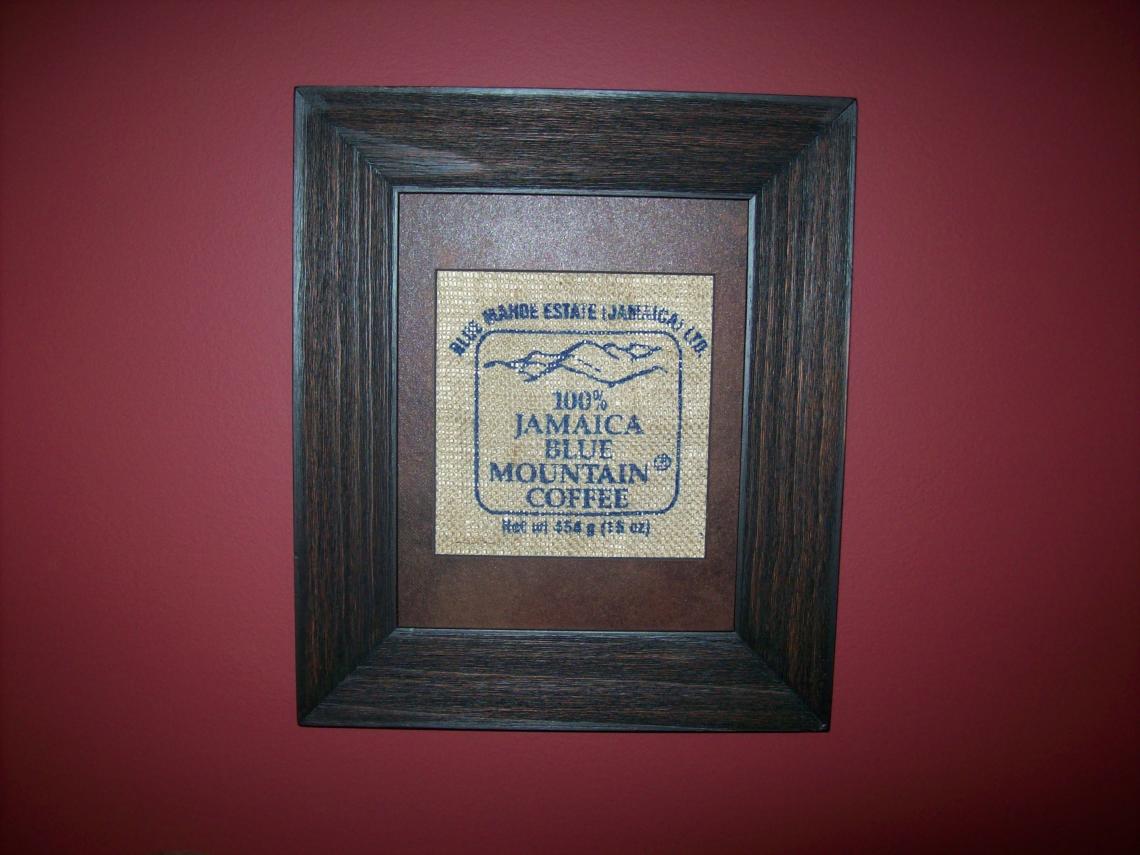 BLUE MAHOE ESTATE (JAMAICA) LTD.
100%
JAMAICA
BLUE
MOUNTAIN ®
COFFEE
Net wt 454 g (16 oz)